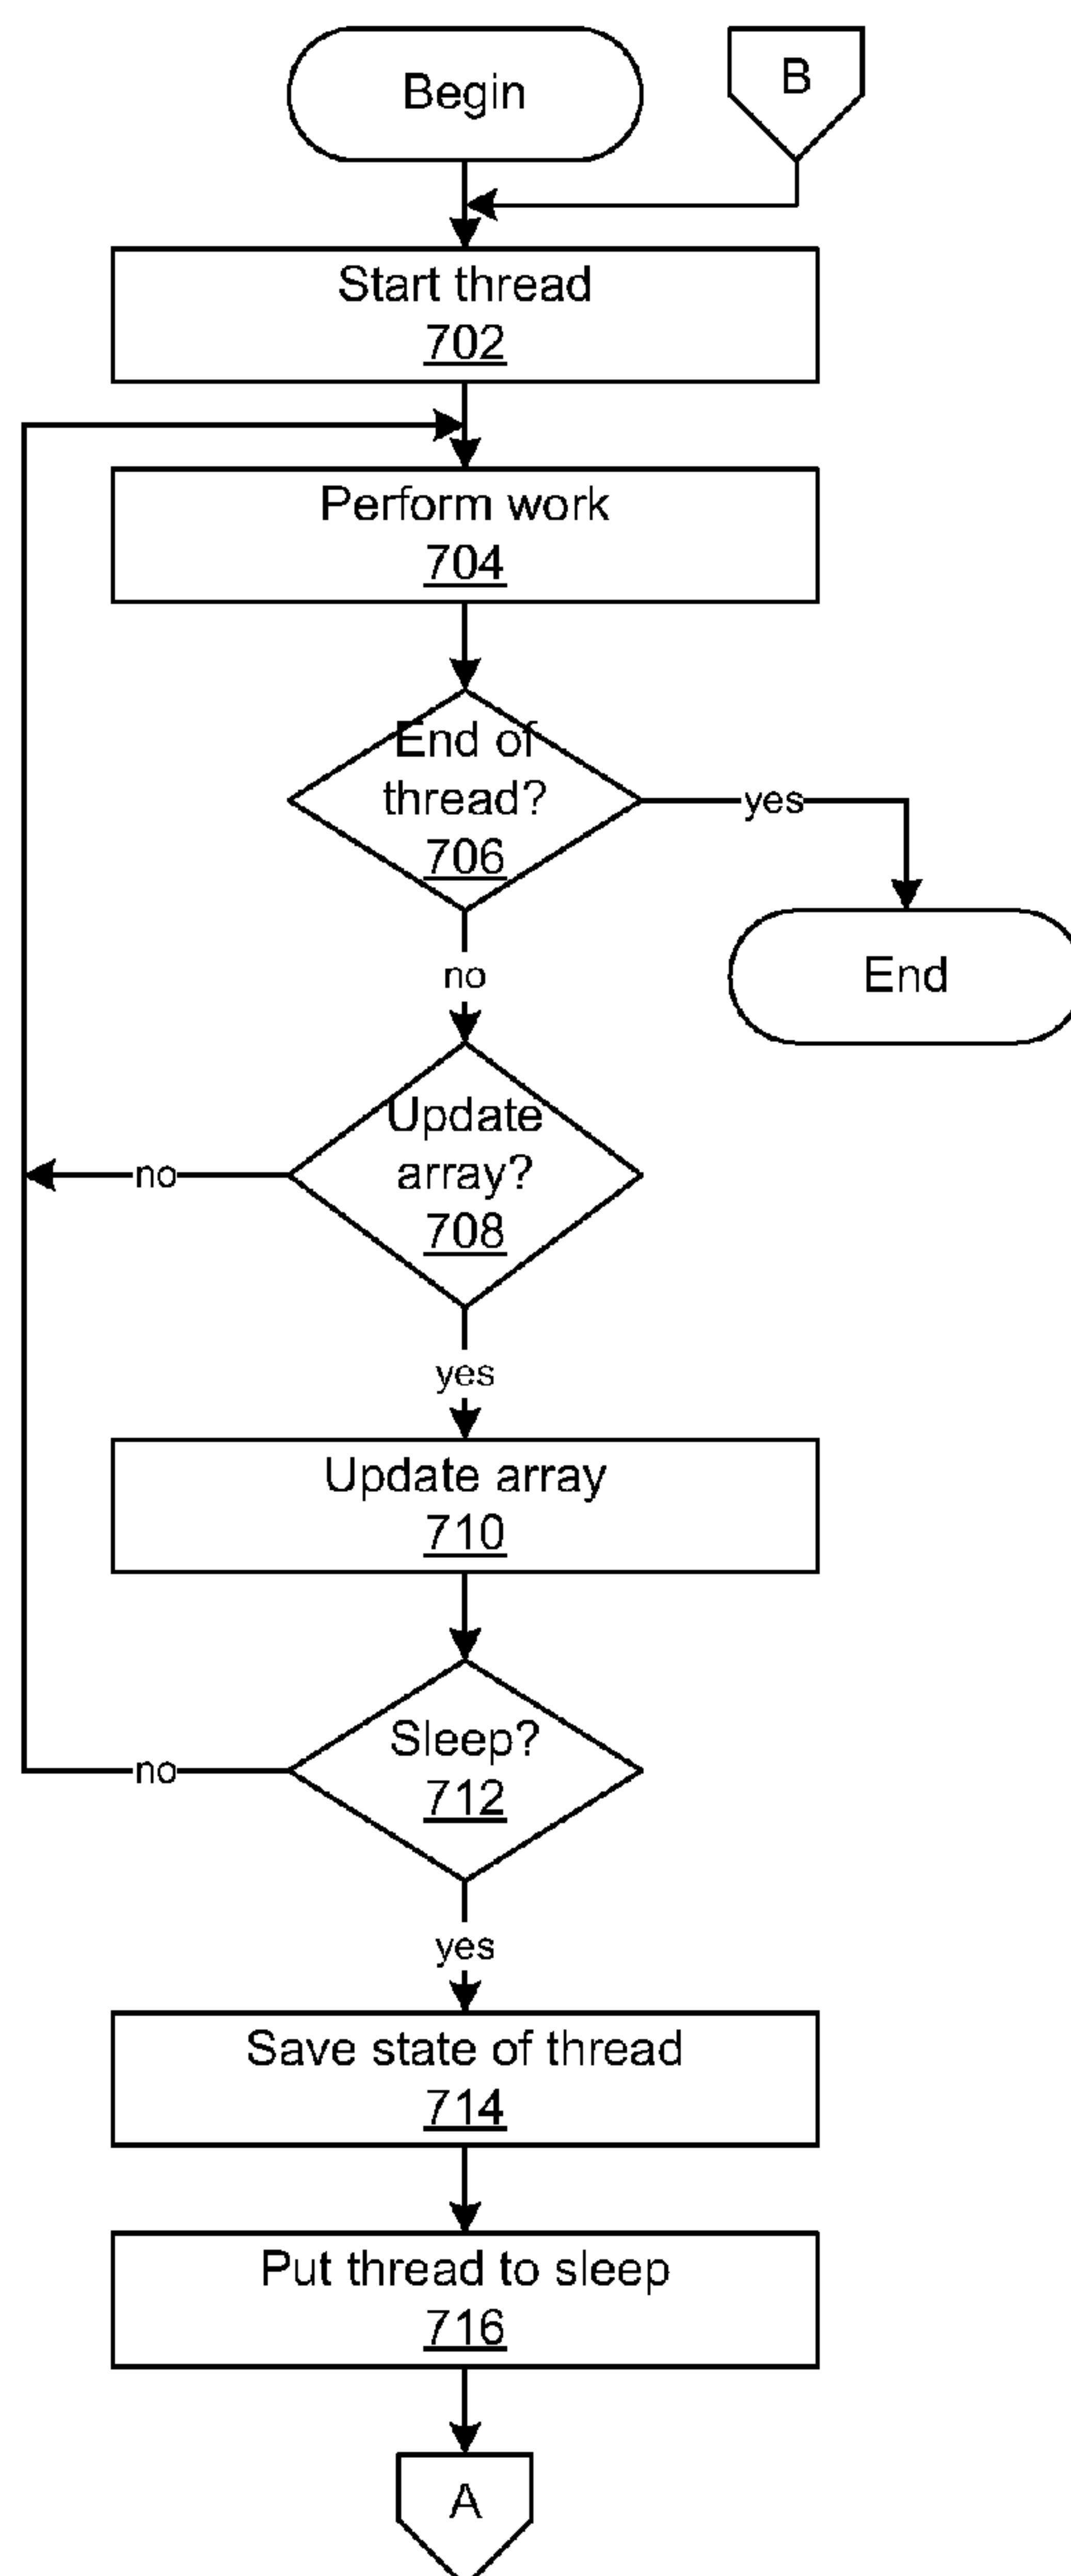 Begin
B
Start thread
702
Perform work
704
End of
thread?
706
yes
End
no
Update
array?
708
no
yes
Update array
710
Sleep?
712
no
yes
Save state of thread
714
Put thread to sleep
716
A